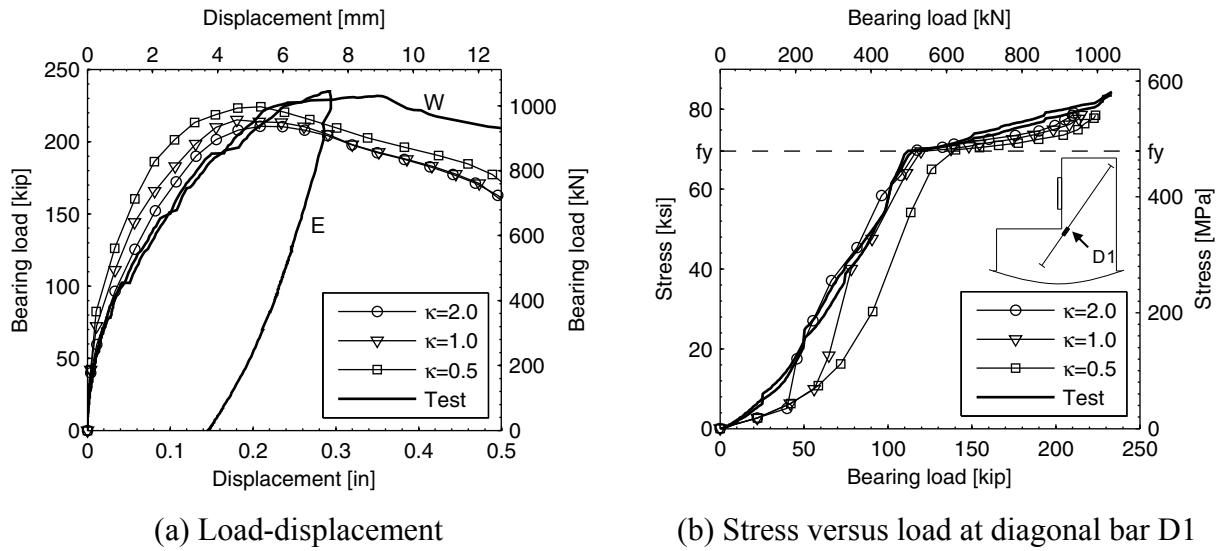 Displacement [mm]
0 2 4 6 8 10 12
250
200
150
100
50
0
Bearing load [kip]
1000
800
600
400
200
0
Bearing load [kN]
W
E
κ=2.0
κ=1.0
κ=0.5
Test
0 0.1 0.2 0.3 0.4 0.5
Displacement [in]
(a) Load-displacement
Bearing load [kN]
0 200 400 600 800 1000
80
fy
60
40
20
0
Stress [ksi]
600
fy
400
200
0
Stress [MPa]
D1
κ=2.0
κ=1.0
κ=0.5
Test
0 50 100 150 200 250
Bearing load [kip]
(b) Stress versus load at diagonal bar D1